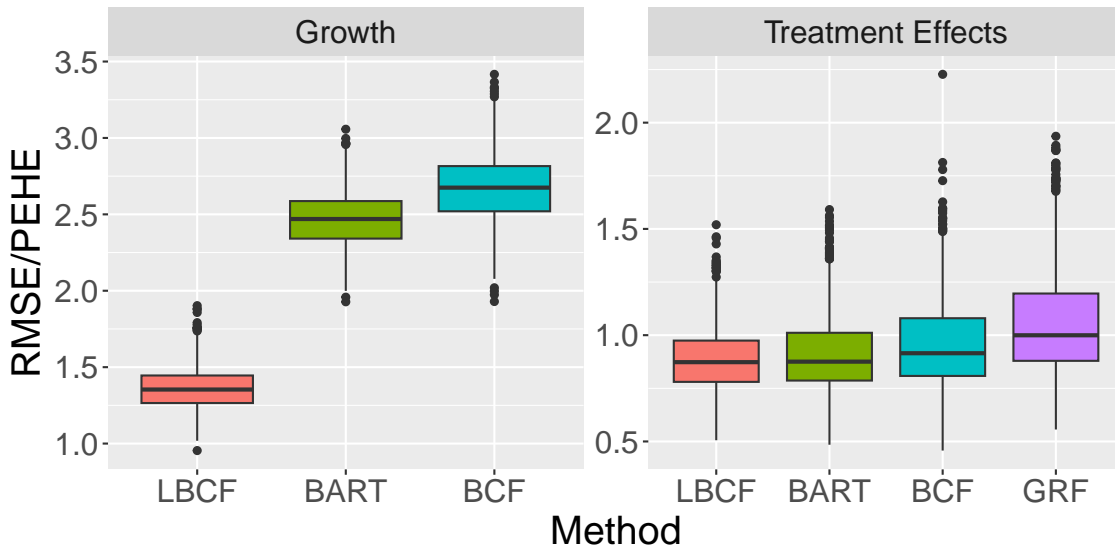 Growth
Treatment Effects
RMSE/PEHE
3.5
3.0
2.5
2.0
1.5
1.0
2.0
1.5
1.0
0.5
LBCF BART BCF
LBCF BART BCF GRF
Method